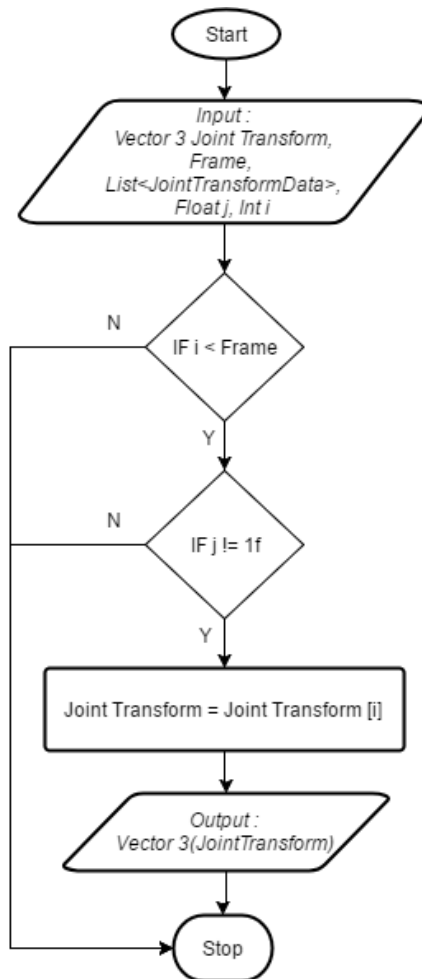 Start
Input :
Vector 3 Joint Transform,
Frame,
List<JointTransformData>,
Float j, Int i
N
IF i < Frame
Y
N
IF j != 1f
Y
Joint Transform = Joint Transform [i]
Output :
Vector 3(JointTransform)
Stop